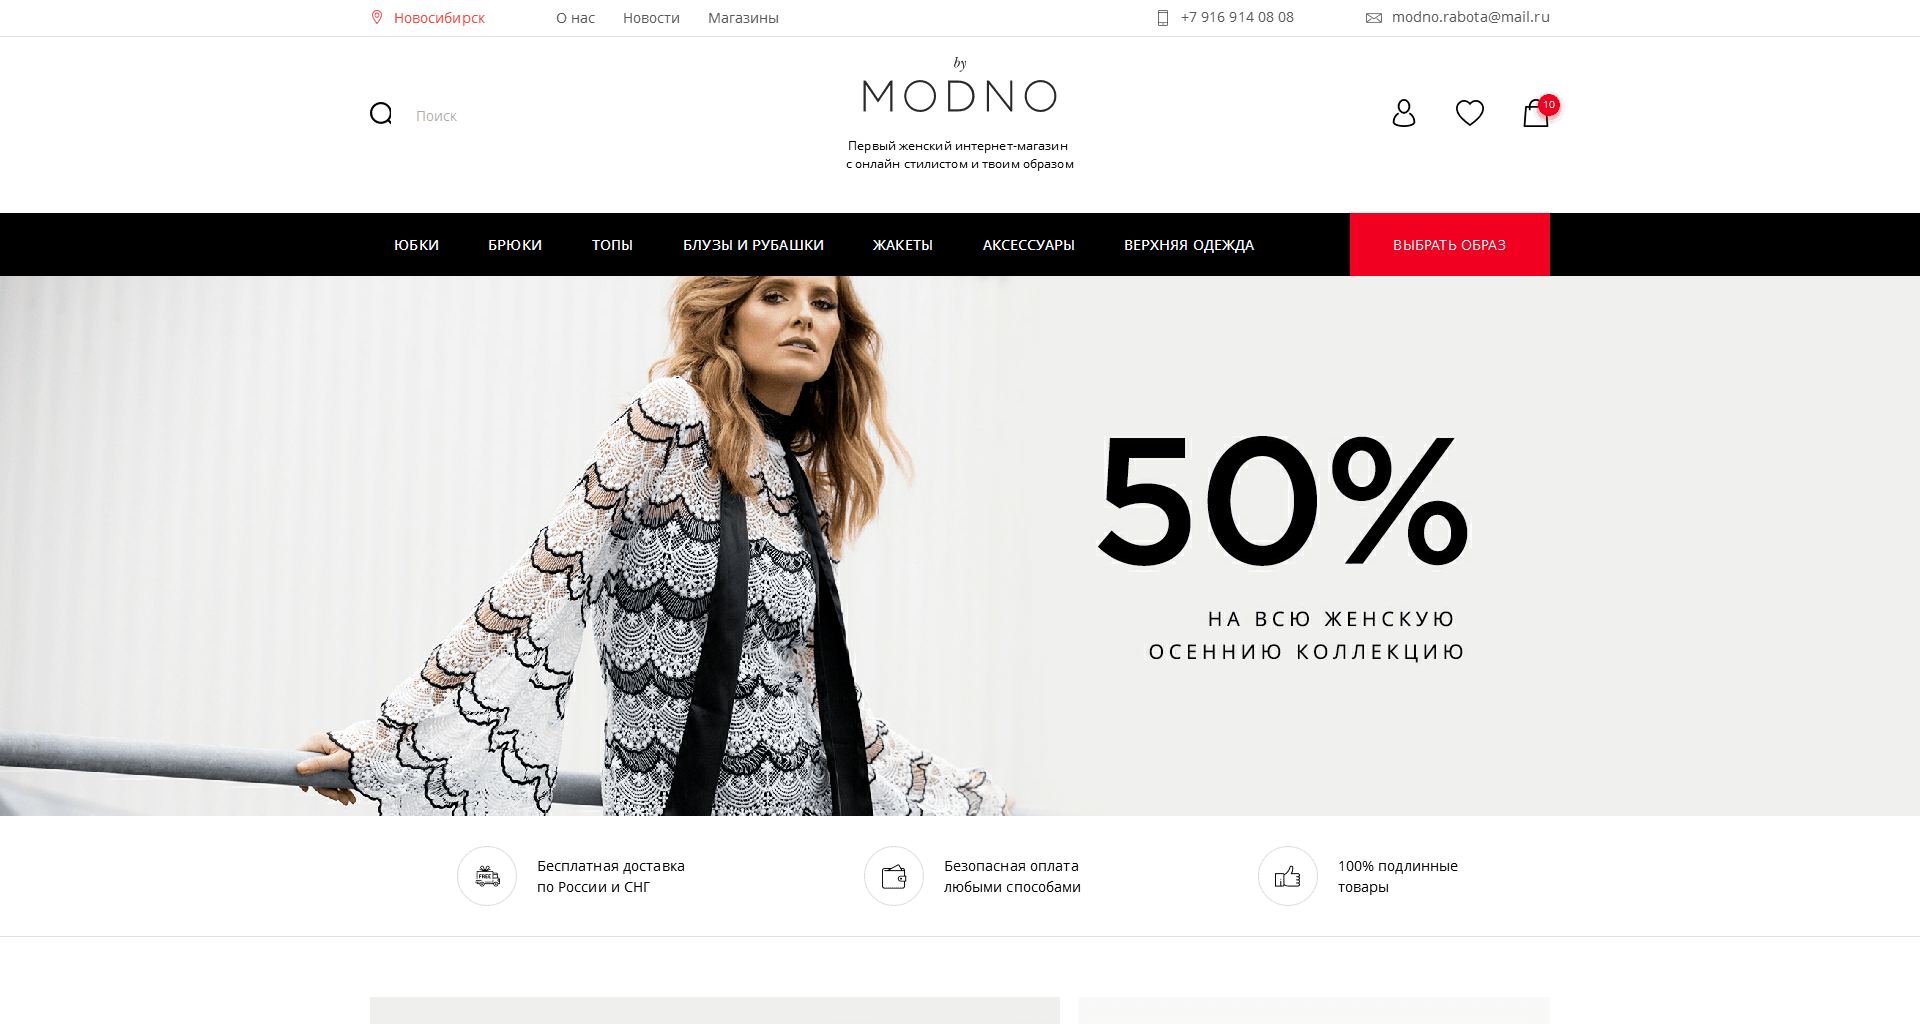 Новосибирск
О нас
Новости
Магазины
+7 916 914 08 08
modno.rabota@mail.ru
Поиск
by
MODNO
Первый женский интернет-магазин
с онлайн стилистом и твоим образом
10
ЮБКИ
БРЮКИ
ТОПЫ
БЛУЗЫ И РУБАШКИ
ЖАКЕТЫ
АКСЕССУАРЫ
ВЕРХНЯЯ ОДЕЖДА
ВЫБРАТЬ ОБРАЗ
50%
НА ВСЮ ЖЕНСКУЮ
ОСЕННИЮ КОЛЛЕКЦИЮ
FREE
Бесплатная доставка
по России и СНГ
Безопасная оплата
любыми способами
100% подлинные
товары